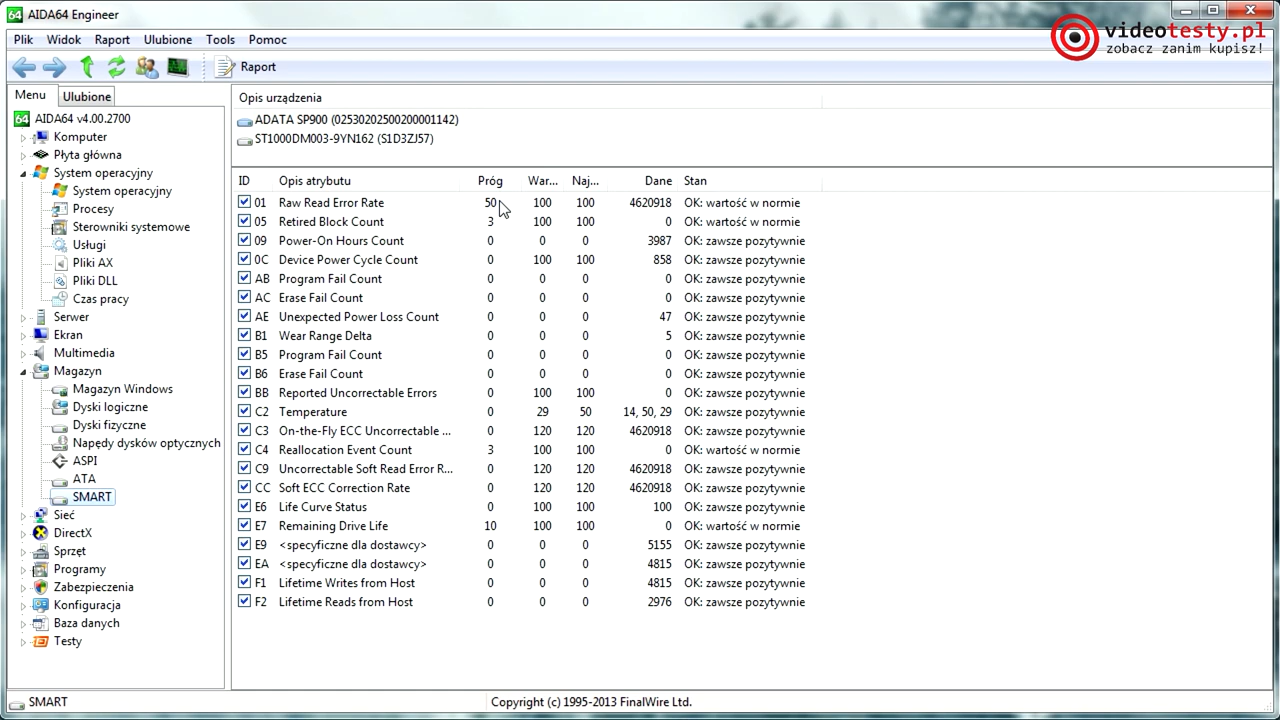 AIDA64 Engineer
videotesty.pl
zobacz zanim kupisz!
Plik Widok Raport Ulubione Tools Pomoc
Raport
Menu Ulubione
AIDA64 v4.00.2700
Komputer
Płyta główna
System operacyjny
System operacyjny
Procesy
Sterowniki systemowe
Usługi
Pliki AX
Pliki DLL
Czas pracy
Serwer
Ekran
Multimedia
Magazyn
Magazyn Windows
Dyski logiczne
Dyski fizyczne
Napędy dysków optycznych
ASPI
ATA
SMART
Sieć
DirectX
Sprzęt
Programy
Zabezpieczenia
Konfiguracja
Baza danych
Testy
Opis urządzenia
ADATA SP900 (02530202500200001142)
ST1000DM003-9YN162 (S1D3ZJ57)
ID Opis atrybutu Próg War... Naj... Dane Stan
01 Raw Read Error Rate 50 100 100 4620918 OK: wartość w normie
05 Retired Block Count 3 100 100 0 OK: wartość w normie
09 Power-On Hours Count 0 0 0 3987 OK: zawsze pozytywnie
0C Device Power Cycle Count 0 100 100 858 OK: zawsze pozytywnie
AB Program Fail Count 0 0 0 0 OK: zawsze pozytywnie
AC Erase Fail Count 0 0 0 0 OK: zawsze pozytywnie
AE Unexpected Power Loss Count 0 0 0 47 OK: zawsze pozytywnie
B1 Wear Range Delta 0 0 0 5 OK: zawsze pozytywnie
B5 Program Fail Count 0 0 0 0 OK: zawsze pozytywnie
B6 Erase Fail Count 0 0 0 0 OK: zawsze pozytywnie
BB Reported Uncorrectable Errors 0 100 100 0 OK: zawsze pozytywnie
C2 Temperature 0 29 50 14, 50, 29 OK: zawsze pozytywnie
C3 On-the-Fly ECC Uncorrectable ... 0 120 120 4620918 OK: zawsze pozytywnie
C4 Reallocation Event Count 3 100 100 0 OK: wartość w normie
C9 Uncorrectable Soft Read Error R... 0 120 120 4620918 OK: zawsze pozytywnie
CC Soft ECC Correction Rate 0 120 120 4620918 OK: zawsze pozytywnie
E6 Life Curve Status 0 100 100 100 OK: zawsze pozytywnie
E7 Remaining Drive Life 10 100 100 0 OK: wartość w normie
E9 <specyficzne dla dostawcy> 0 0 0 5155 OK: zawsze pozytywnie
EA <specyficzne dla dostawcy> 0 0 0 4815 OK: zawsze pozytywnie
F1 Lifetime Writes from Host 0 0 0 4815 OK: zawsze pozytywnie
F2 Lifetime Reads from Host 0 0 0 2976 OK: zawsze pozytywnie
SMART
Copyright (c) 1995-2013 FinalWire Ltd.